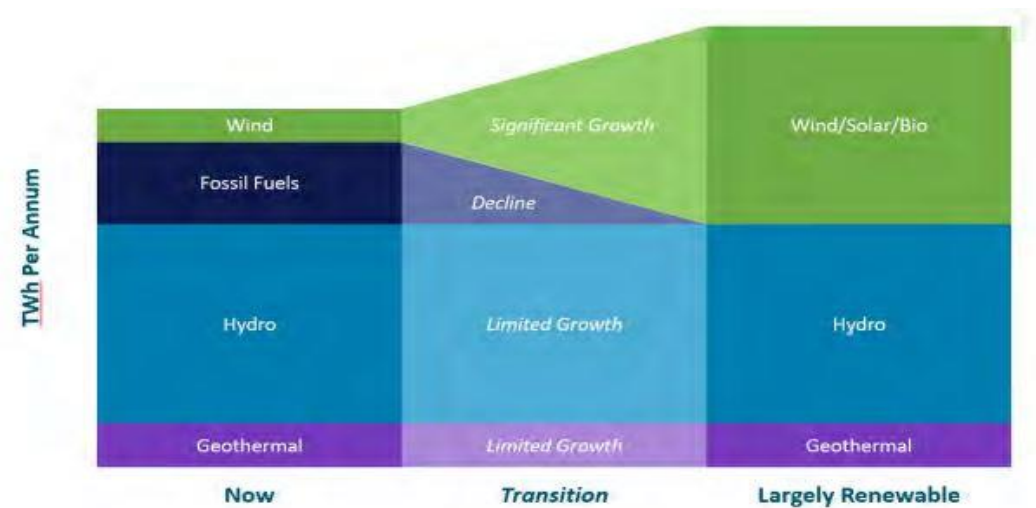 TWh Per Annum
Wind
Significant Growth
Wind/Solar/Bio
Fossil Fuels
Decline
Hydro
Limited Growth
Hydro
Geothermal
Limited Growth
Geothermal
Now
Transition
Largely Renewable